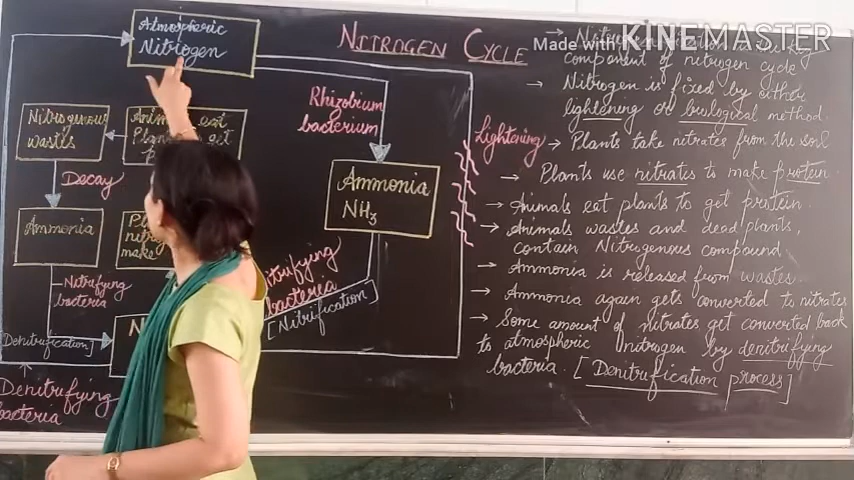 Atmospheric
Nitrogen
NITROGEN CYCLE
Made with KINEMASTER
component of nitrogen cycle
→ Nitrogen is fixed by either
lightening or biological method.
→ Plants take nitrates from the soil
→ Plants use nitrates to make protein.
→ Animals eat plants to get protein.
→ Animals wastes and dead plants,
contain Nitrogenous compound.
→ Ammonia is released from wastes.
→ Ammonia again gets converted to nitrates
→ Some amount of nitrates get converted back
to atmospheric nitrogen by denitrifying
bacteria. [Denitrification process]
Rhizobium
bacterium
lightening
Ammonia
NH3
Nitrogenous
wastes
eat
get
Decay
Ammonia
make
Nitrifying
bacteria
bacteria
[Nitrification]
Denitrification]
Denitrifying
bacteria